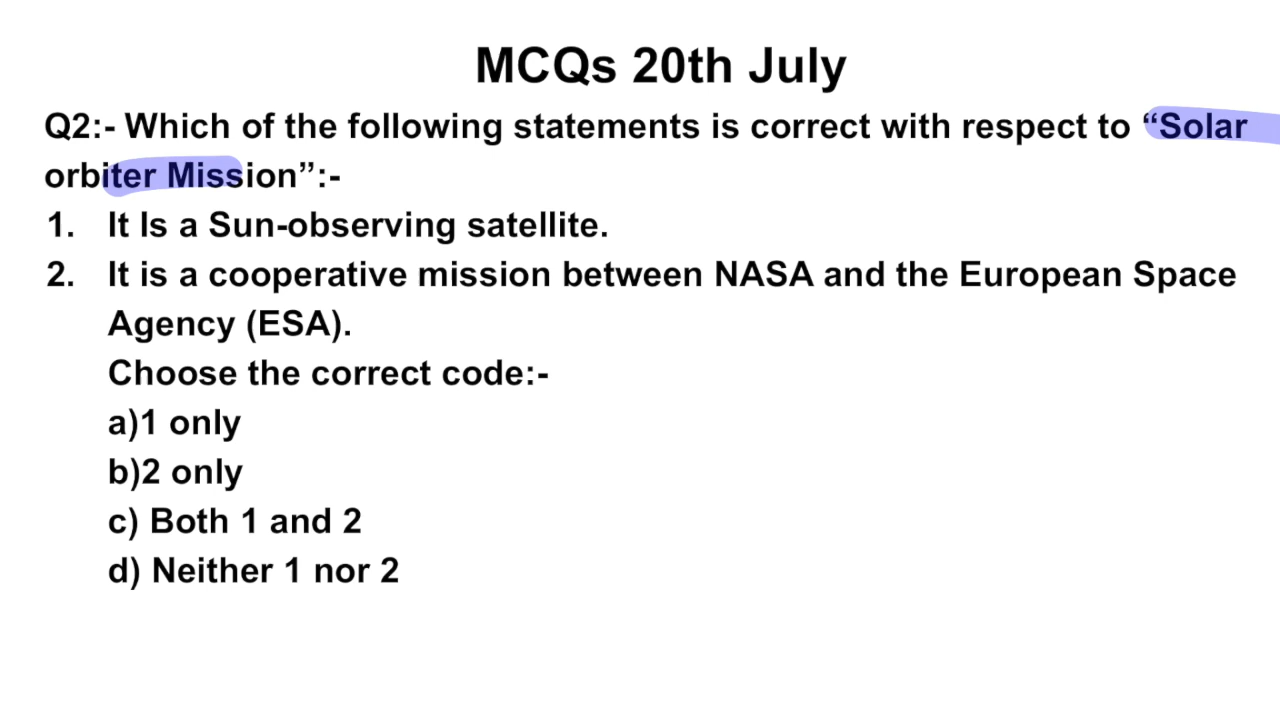 MCQs 20th July
Q2:- Which of the following statements is correct with respect to “Solar
orbiter Mission”:-
1. It Is a Sun-observing satellite.
2. It is a cooperative mission between NASA and the European Space
Agency (ESA).
Choose the correct code:-
a)1 only
b)2 only
c) Both 1 and 2
d) Neither 1 nor 2